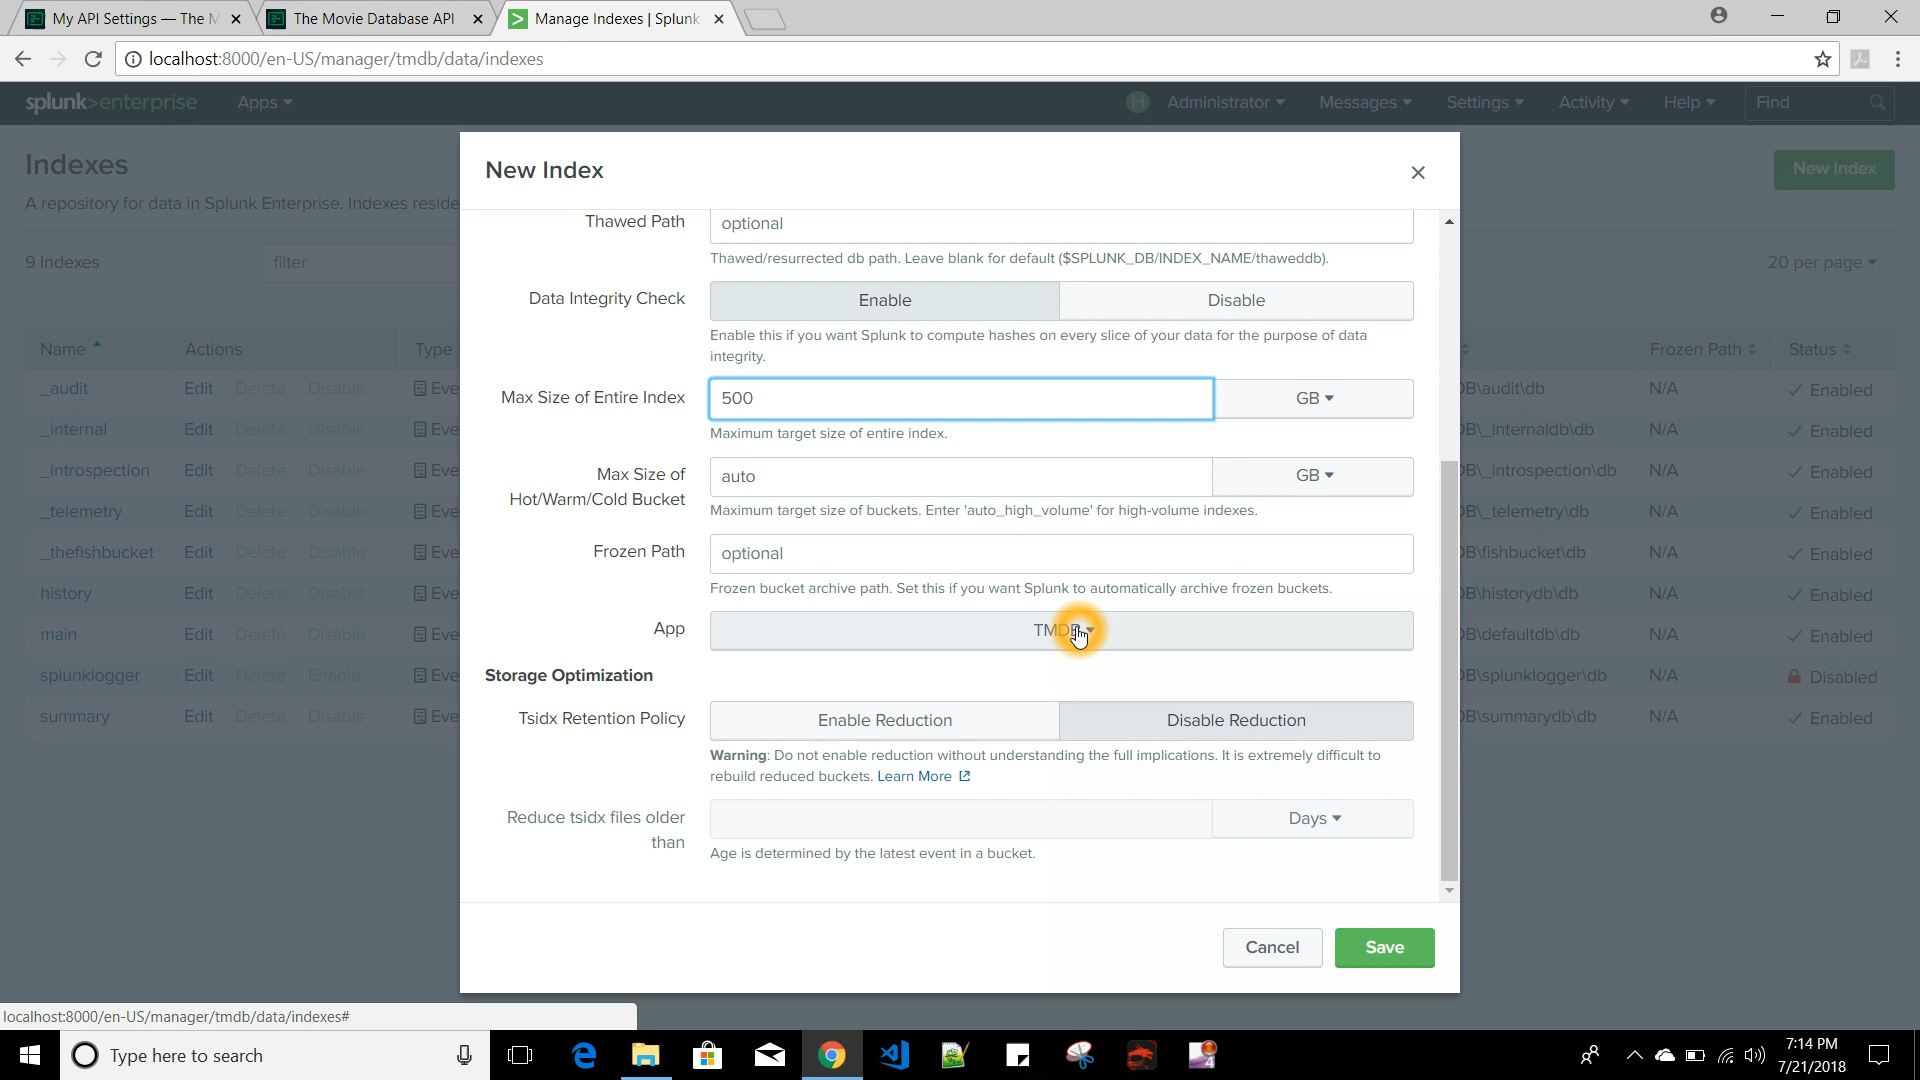 My API Settings — The M
The Movie Database API
Manage Indexes | Splunk
localhost:8000/en-US/manager/tmdb/data/indexes
splunk>enterprise
Apps
H
Administrator
Messages
Settings
Activity
Help
Find
Indexes
New Index
A repository for data in Splunk Enterprise. Indexes reside
9 Indexes
filter
20 per page
Name
Actions
Type
Frozen Path
Status
_audit
Edit
Delete
Disable
Eve
DB\audit\db
N/A
Enabled
_internal
Edit
Delete
Disable
Eve
DB\_internaldb\db
N/A
Enabled
_introspection
Edit
Delete
Disable
Eve
DB\_introspection\db
N/A
Enabled
_telemetry
Edit
Delete
Disable
Eve
DB\_telemetry\db
N/A
Enabled
_thefishbucket
Edit
Delete
Disable
Eve
DB\fishbucket\db
N/A
Enabled
history
Edit
Delete
Disable
Eve
DB\historydb\db
N/A
Enabled
main
Edit
Delete
Disable
Eve
DB\defaultdb\db
N/A
Enabled
splunklogger
Edit
Delete
Enable
Eve
DB\splunklogger\db
N/A
Disabled
summary
Edit
Delete
Disable
Eve
DB\summarydb\db
N/A
Enabled
New Index
Thawed Path
optional
Thawed/resurrected db path. Leave blank for default ($SPLUNK_DB/INDEX_NAME/thaweddb).
Data Integrity Check
Enable
Disable
Enable this if you want Splunk to compute hashes on every slice of your data for the purpose of data
integrity.
Max Size of Entire Index
500
GB
Maximum target size of entire index.
Max Size of
Hot/Warm/Cold Bucket
auto
GB
Maximum target size of buckets. Enter 'auto_high_volume' for high-volume indexes.
Frozen Path
optional
Frozen bucket archive path. Set this if you want Splunk to automatically archive frozen buckets.
App
TMDB
Storage Optimization
Tsidx Retention Policy
Enable Reduction
Disable Reduction
Warning: Do not enable reduction without understanding the full implications. It is extremely difficult to
rebuild reduced buckets. Learn More
Reduce tsidx files older
than
Days
Age is determined by the latest event in a bucket.
Cancel
Save
localhost:8000/en-US/manager/tmdb/data/indexes#
Type here to search
7:14 PM
7/21/2018